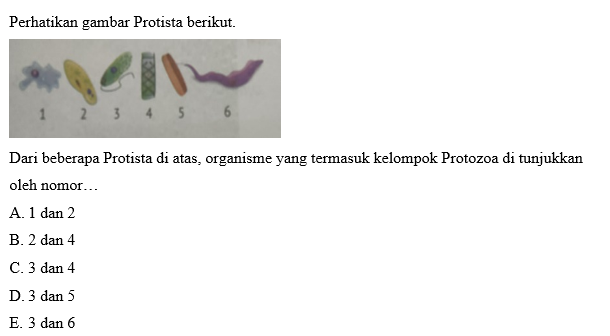 Perhatikan gambar Protista berikut.
1 2 3 4 5 6
Dari beberapa Protista di atas, organisme yang termasuk kelompok Protozoa di tunjukkan
oleh nomor…
A. 1 dan 2
B. 2 dan 4
C. 3 dan 4
D. 3 dan 5
E. 3 dan 6